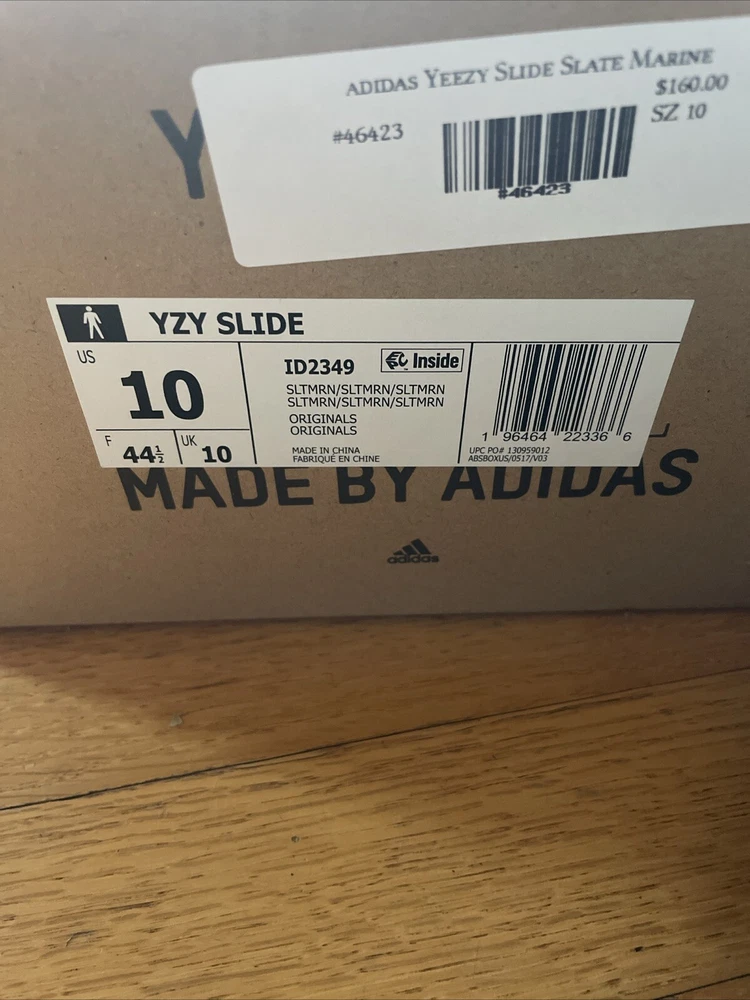 ADIDAS YEEZY SLIDE SLATE MARINE
$160.00
#46423
SZ 10
#46423
Y
YZY SLIDE
US
10
F
44½
UK
10
ID2349
Inside
SLTMRN/SLTMRN/SLTMRN
SLTMRN/SLTMRN/SLTMRN
ORIGINALS
ORIGINALS
MADE IN CHINA
FABRIQUÉ EN CHINE
1 96464 22336 6
UPC PO# 130959012
ABSBOXUS/0517/V03
MADE BY ADIDAS
adidas